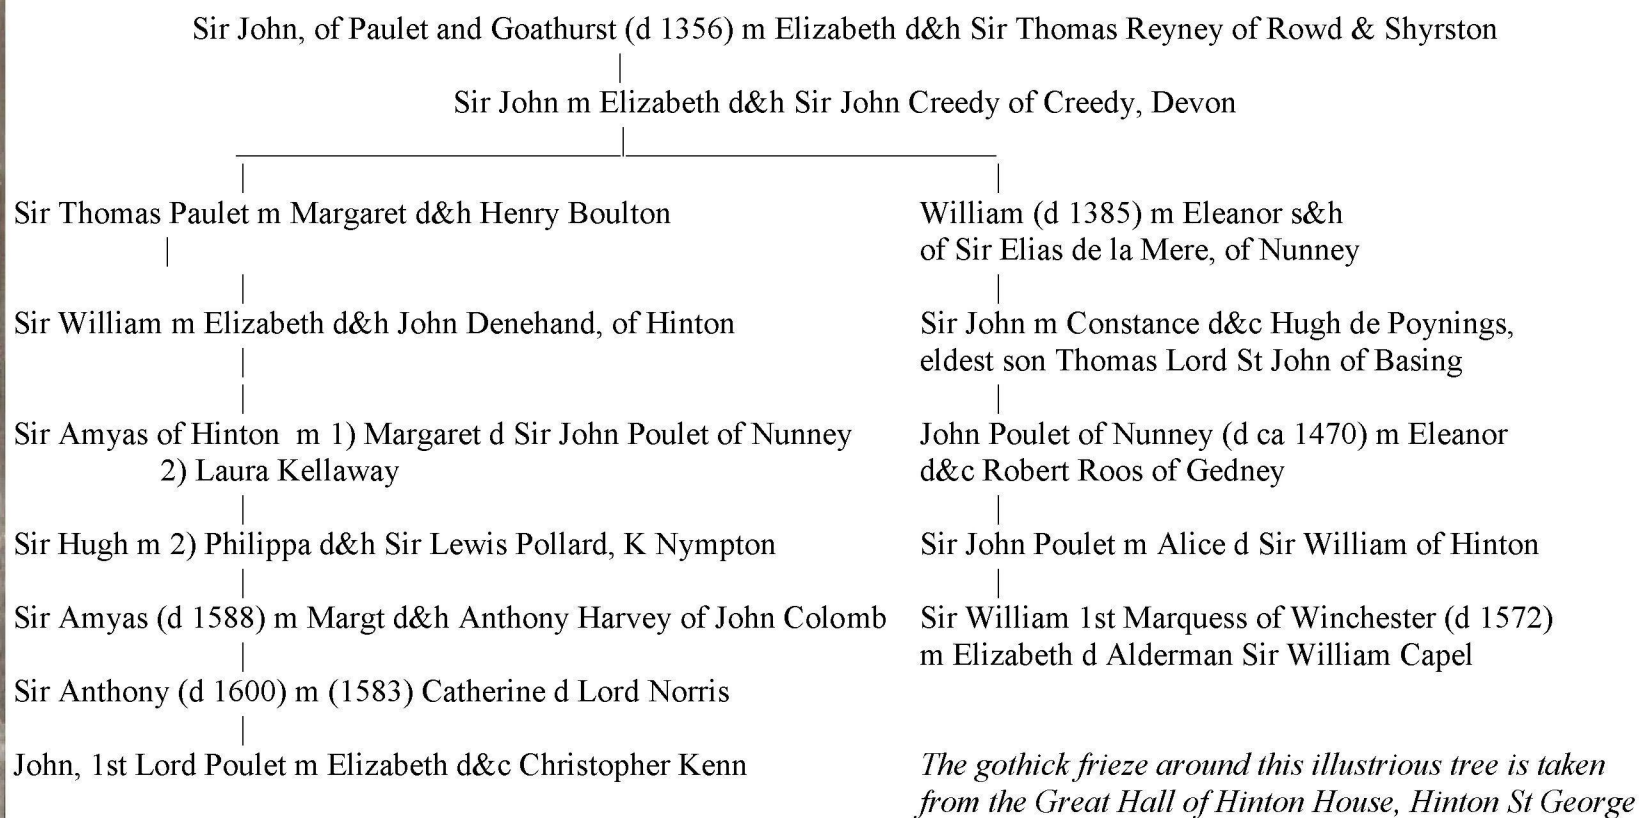 Sir John, of Paulet and Goathurst (d 1356) m Elizabeth d&h Sir Thomas Reyney of Rowd & Shyrston
Sir John m Elizabeth d&h Sir John Creedy of Creedy, Devon
Sir Thomas Paulet m Margaret d&h Henry Boulton
Sir William m Elizabeth d&h John Denehand, of Hinton
Sir Amyas of Hinton m 1) Margaret d Sir John Poulet of Nunney
2) Laura Kellaway
Sir Hugh m 2) Philippa d&h Sir Lewis Pollard, K Nympton
Sir Amyas (d 1588) m Margt d&h Anthony Harvey of John Colomb
Sir Anthony (d 1600) m (1583) Catherine d Lord Norris
John, 1st Lord Poulet m Elizabeth d&c Christopher Kenn
William (d 1385) m Eleanor s&h
of Sir Elias de la Mere, of Nunney
Sir John m Constance d&c Hugh de Poynings,
eldest son Thomas Lord St John of Basing
John Poulet of Nunney (d ca 1470) m Eleanor
d&c Robert Roos of Gedney
Sir John Poulet m Alice d Sir William of Hinton
Sir William 1st Marquess of Winchester (d 1572)
m Elizabeth d Alderman Sir William Capel
The gothick frieze around this illustrious tree is taken
from the Great Hall of Hinton House, Hinton St George